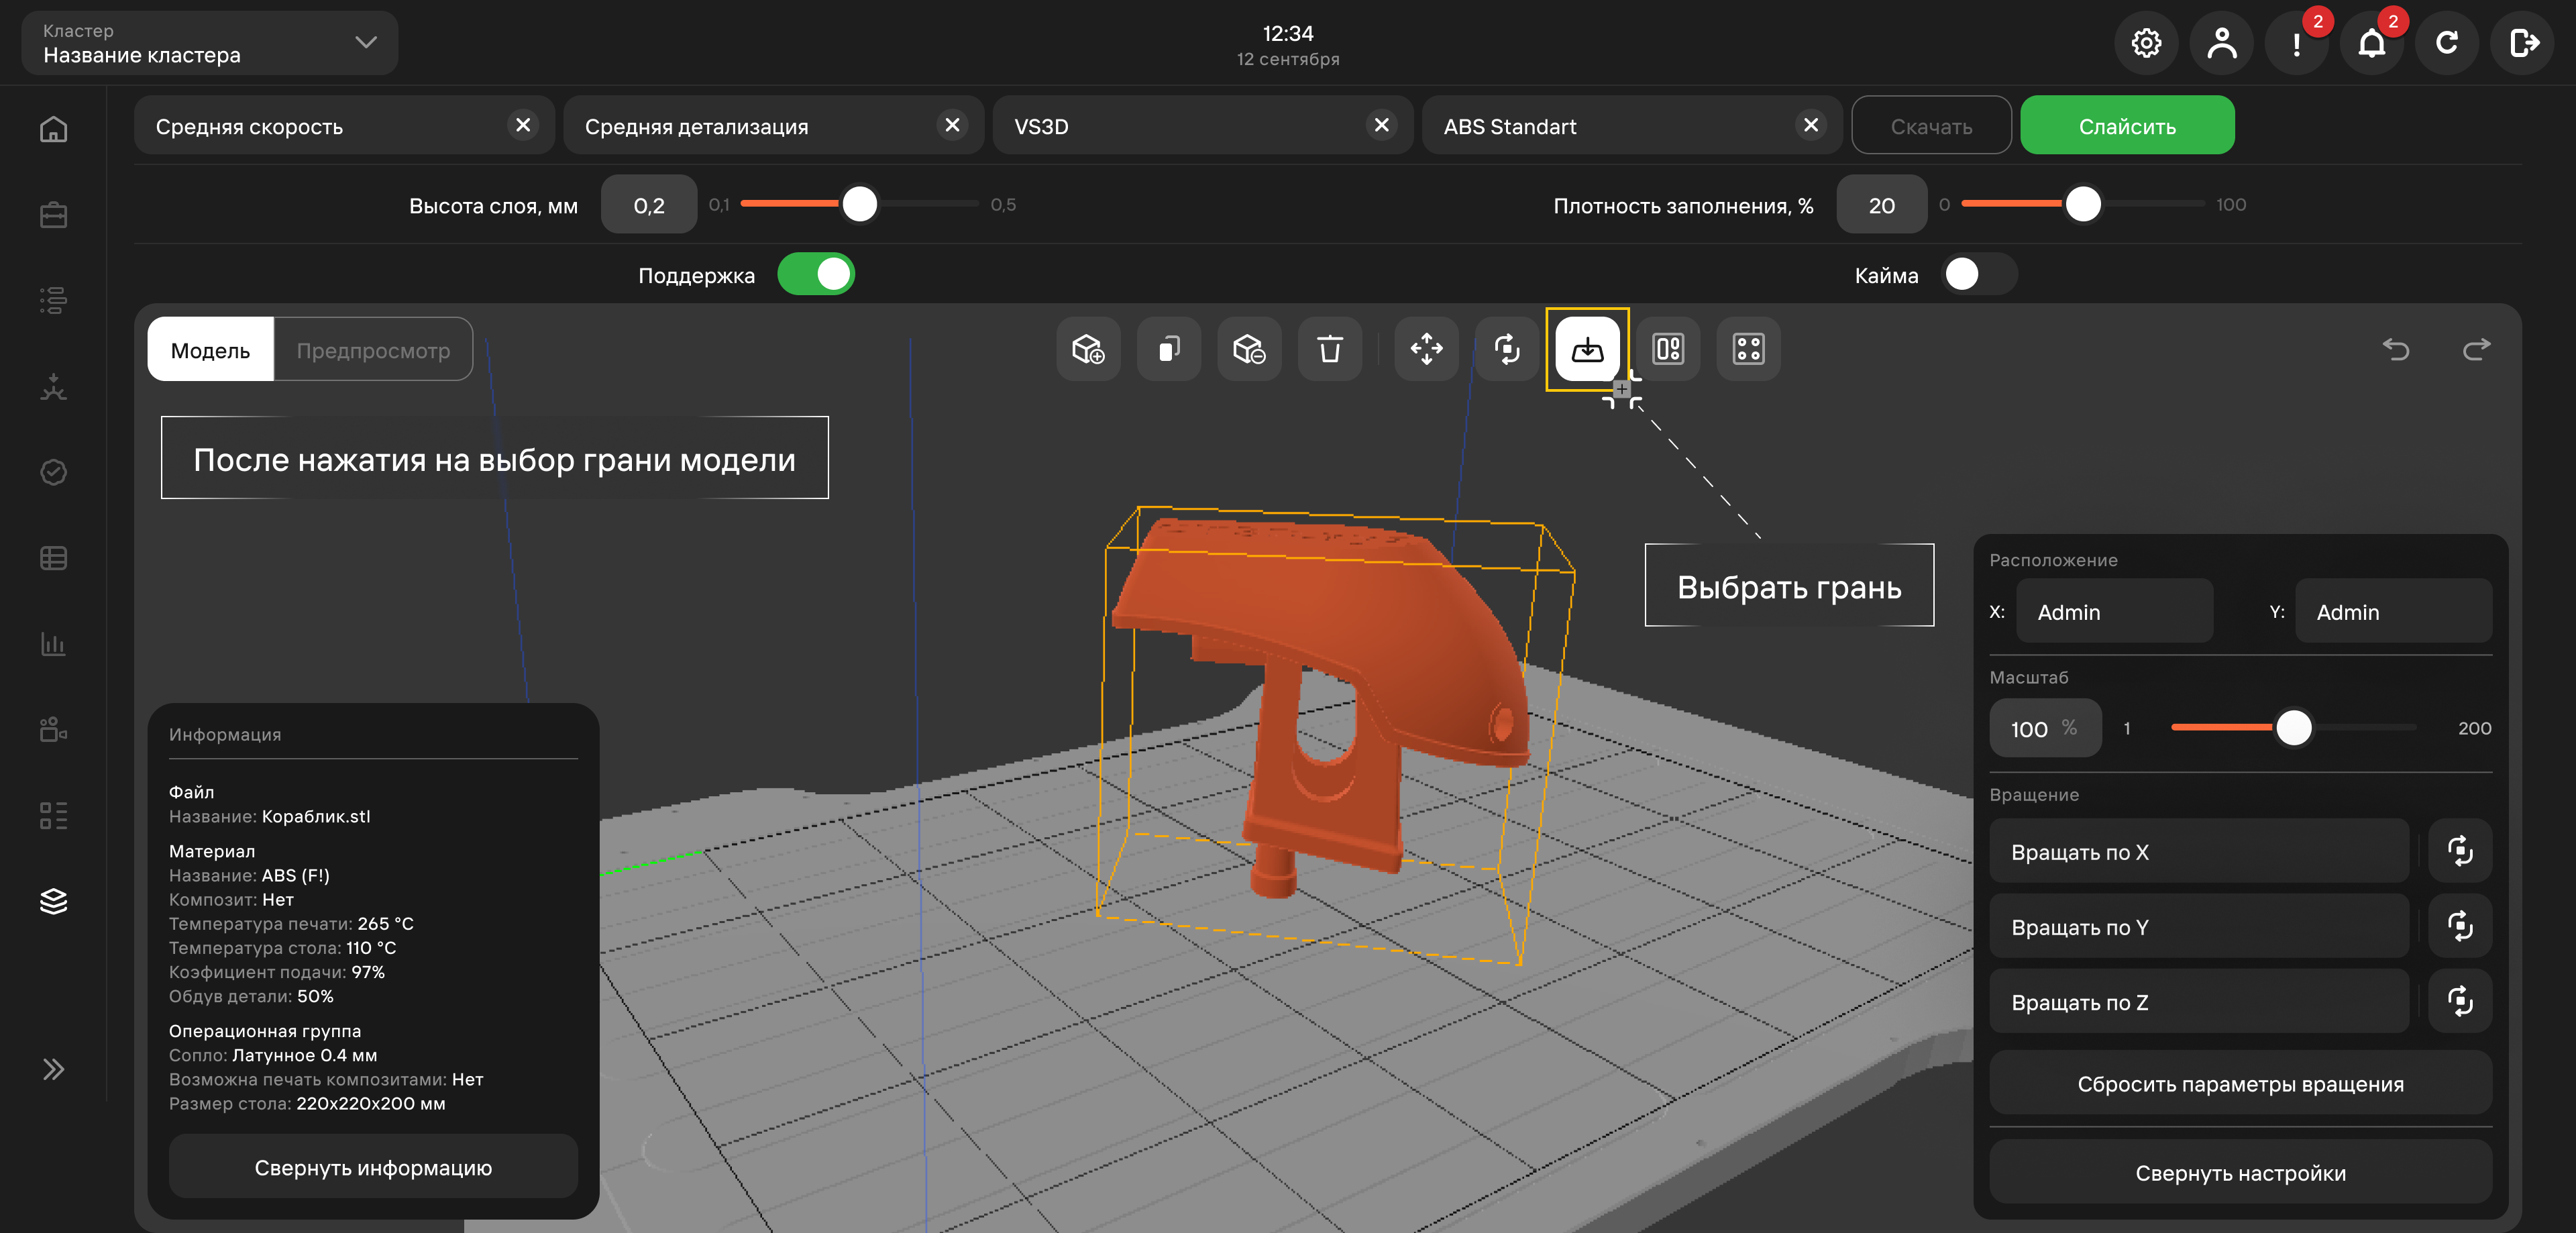 Кластер
Название кластера
12:34
12 сентября
2
2
Средняя скорость
Средняя детализация
VS3D
ABS Standart
Скачать
Слайсить
Высота слоя, мм
0,2
0,1
0,5
Плотность заполнения, %
20
0
100
Поддержка
Кайма
Модель
Предпросмотр
После нажатия на выбор грани модели
Выбрать грань
Информация
Файл
Название: Кораблик.stl
Материал
Название: ABS (F!)
Композит: Нет
Температура печати: 265 °C
Температура стола: 110 °C
Коэфициент подачи: 97%
Обдув детали: 50%
Операционная группа
Сопло: Латунное 0.4 мм
Возможна печать композитами: Нет
Размер стола: 220x220x200 мм
Свернуть информацию
Расположение
X:
Admin
Y:
Admin
Масштаб
100 %
1
200
Вращение
Вращать по X
Вращать по Y
Вращать по Z
Сбросить параметры вращения
Свернуть настройки